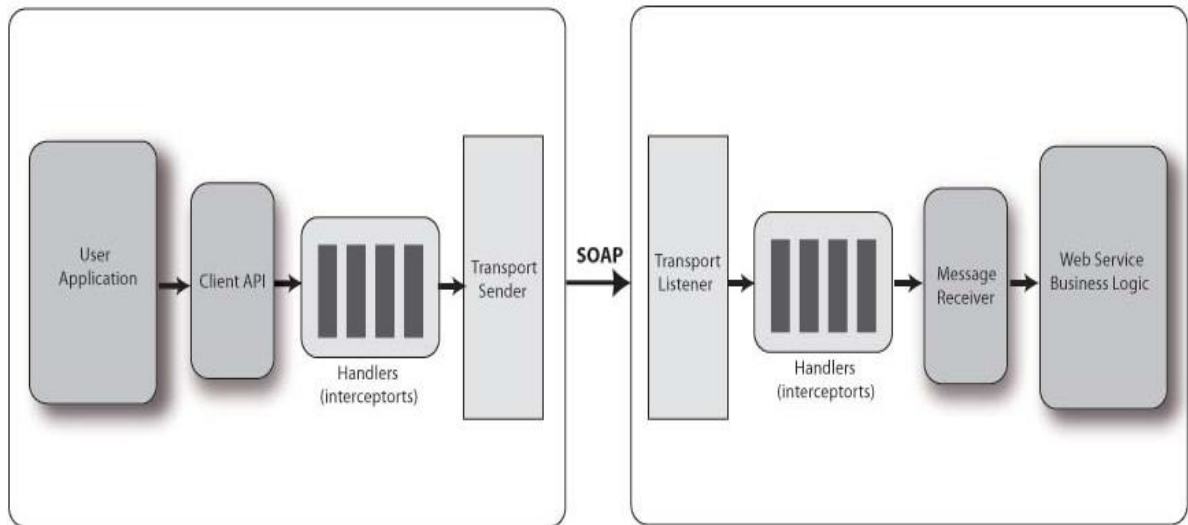 User
Application
Client API
Handlers
(interceptorts)
Transport
Sender
SOAP
Transport
Listener
Handlers
(interceptorts)
Message
Receiver
Web Service
Business Logic